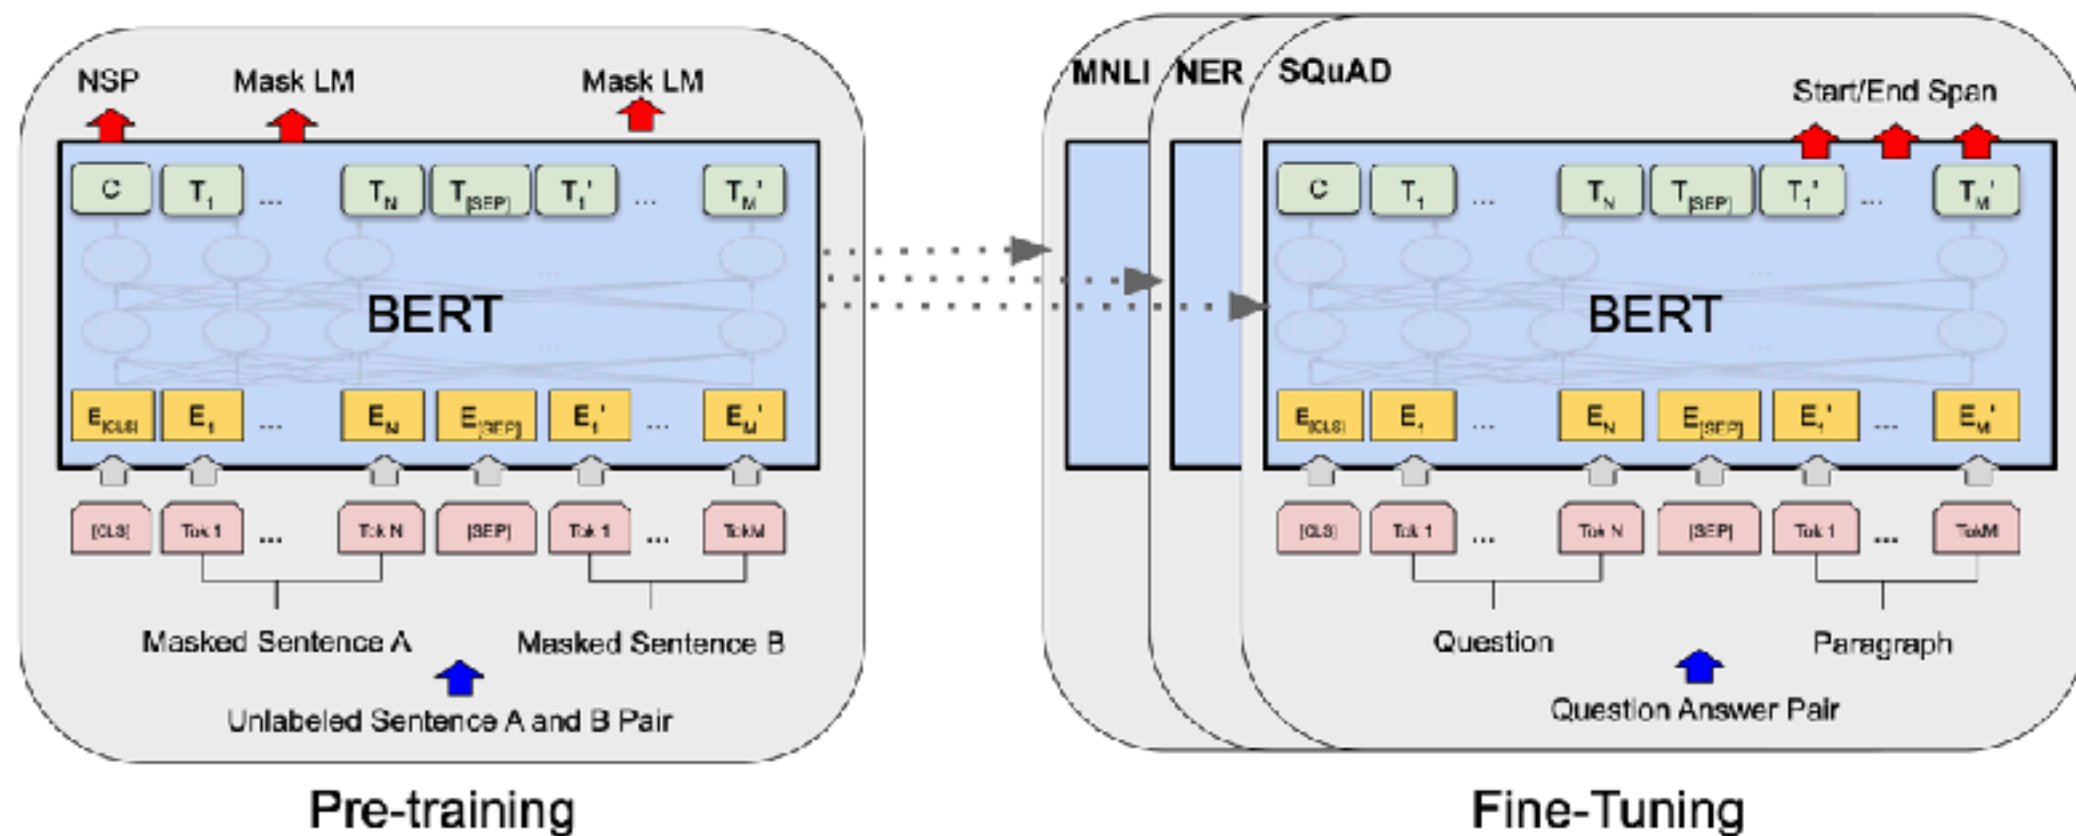 NSP Mask LM Mask LM
C T1 ... TN T[SEP] T1' ... TM'
BERT
E[CLS] E1 ... EN E[SEP] E1' ... EM'
[CLS] Tok 1 ... Tok N [SEP] Tok 1 ... TokM
Masked Sentence A Masked Sentence B
Unlabeled Sentence A and B Pair
Pre-training
MNLI NER SQuAD
Start/End Span
C T1 ... TN T[SEP] T1' ... TM'
BERT
E[CLS] E1 ... EN E[SEP] E1' ... EM'
[CLS] Tok 1 ... Tok N [SEP] Tok 1 ... TokM
Question Paragraph
Question Answer Pair
Fine-Tuning